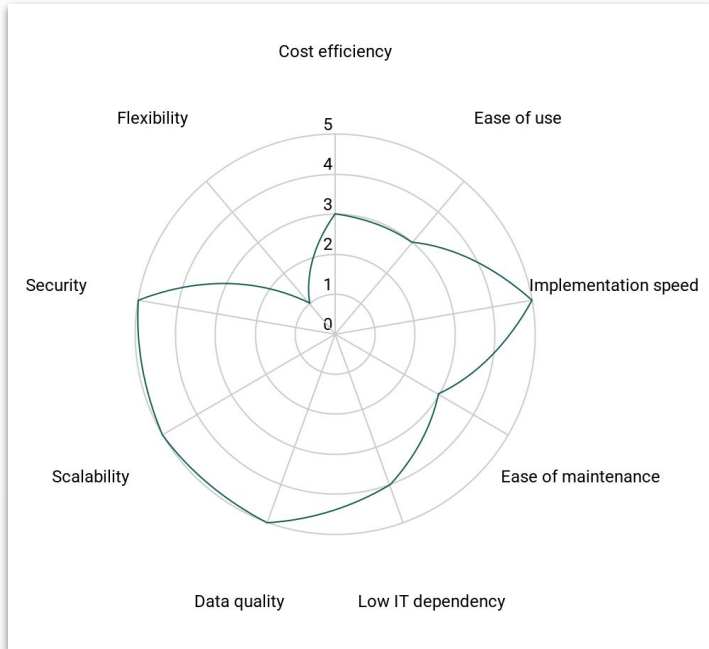 Cost efficiency
Flexibility
Ease of use
5
4
3
2
1
0
Security
Implementation speed
Scalability
Ease of maintenance
Data quality
Low IT dependency